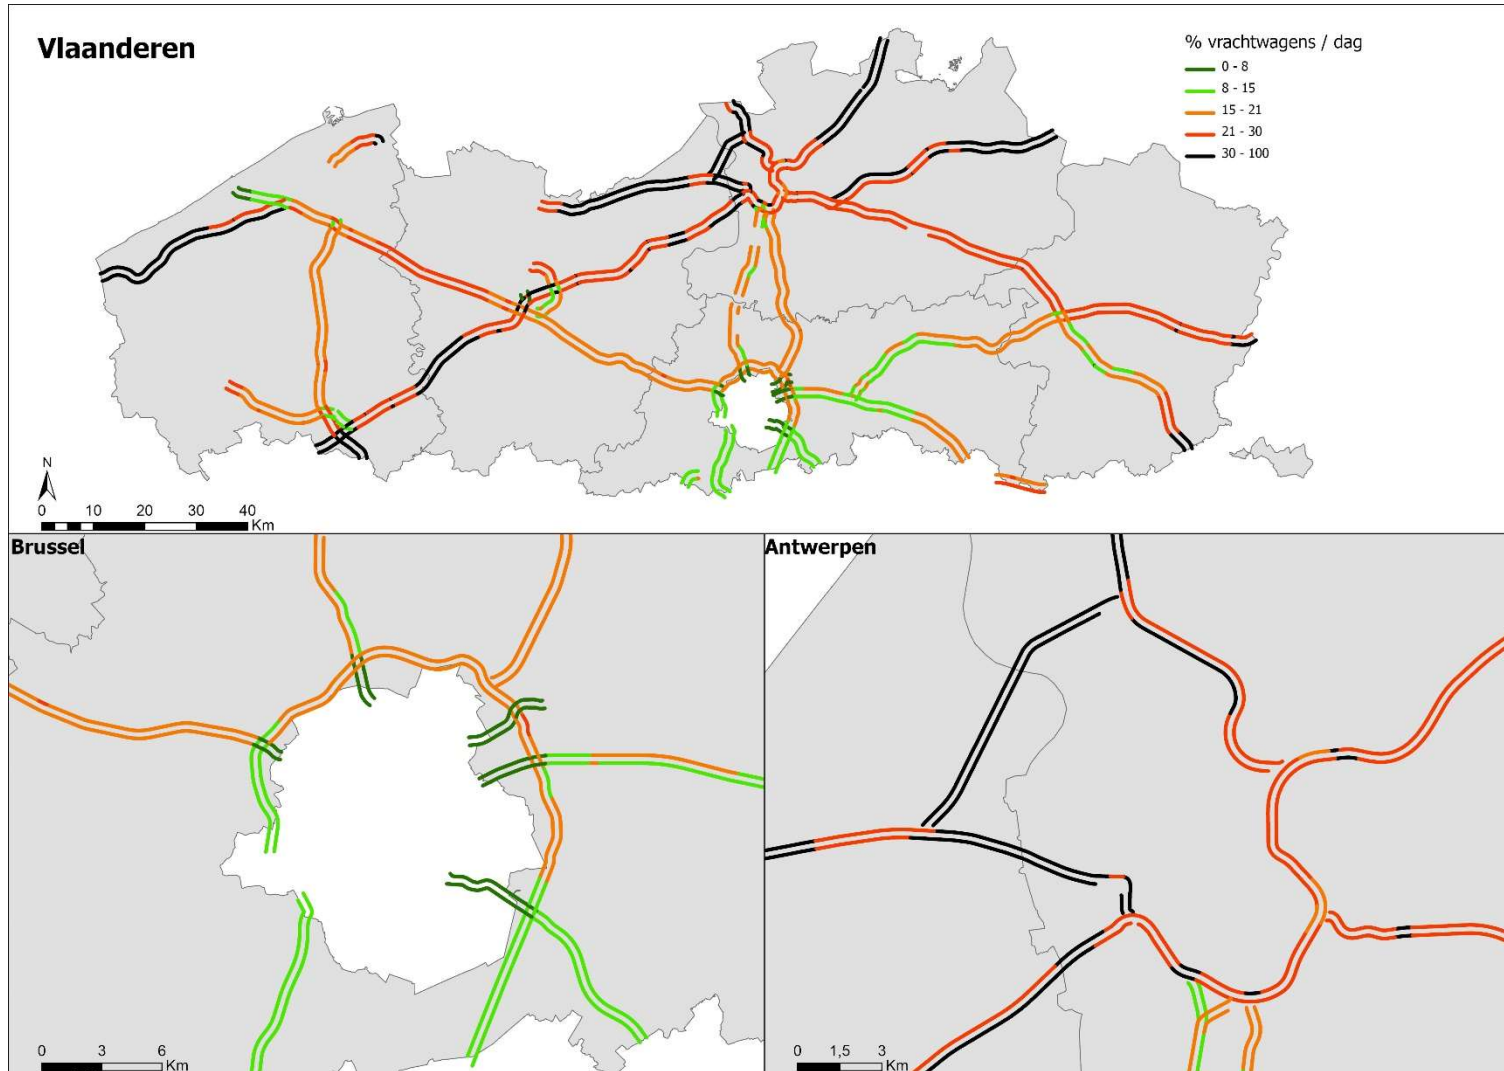 Vlaanderen
% vrachtwagens / dag
0 - 8
8 - 15
15 - 21
21 - 30
30 - 100
N
0 10 20 30 40
Km
Brussel
0 3 6
Km
Antwerpen
0 1,5 3
Km